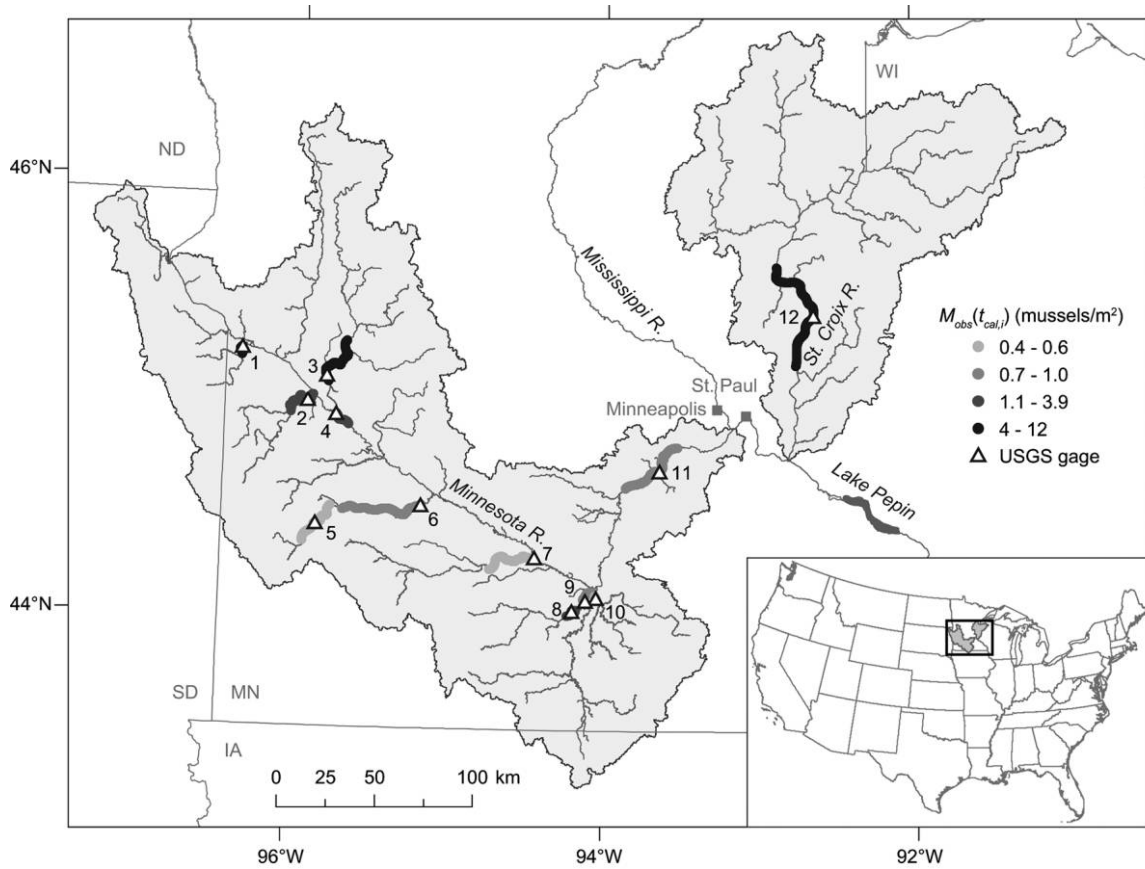 46°N
44°N
96°W
94°W
92°W
ND
WI
SD
MN
IA
Mississippi R.
St. Croix R.
St. Paul
Minneapolis
Lake Pepin
Minnesota R.
1
2
3
4
5
6
7
8
9
10
11
12
M_obs(t_cal,i) (mussels/m²)
0.4 - 0.6
0.7 - 1.0
1.1 - 3.9
4 - 12
USGS gage
0 25 50 100 km